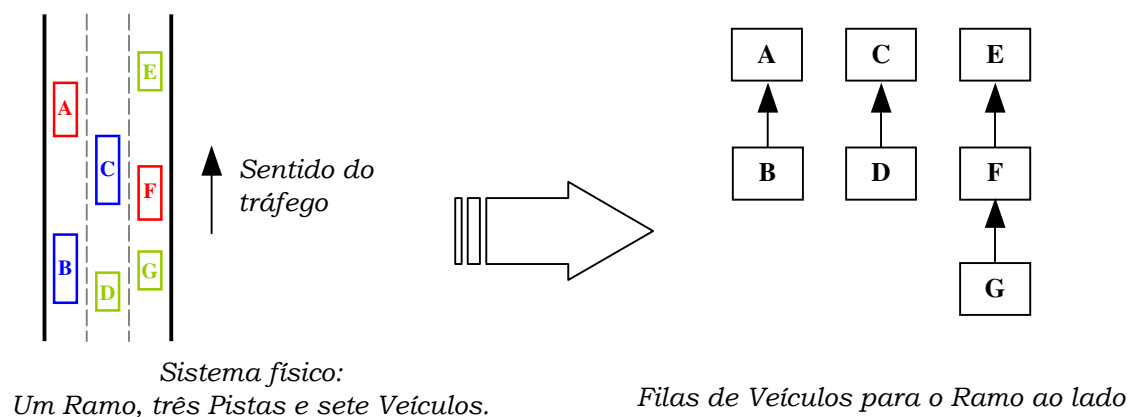 E
A
C
F
B
G
D
Sentido do
tráfego
Sistema físico:
Um Ramo, três Pistas e sete Veículos.
A C E
B D F
G
Filas de Veículos para o Ramo ao lado